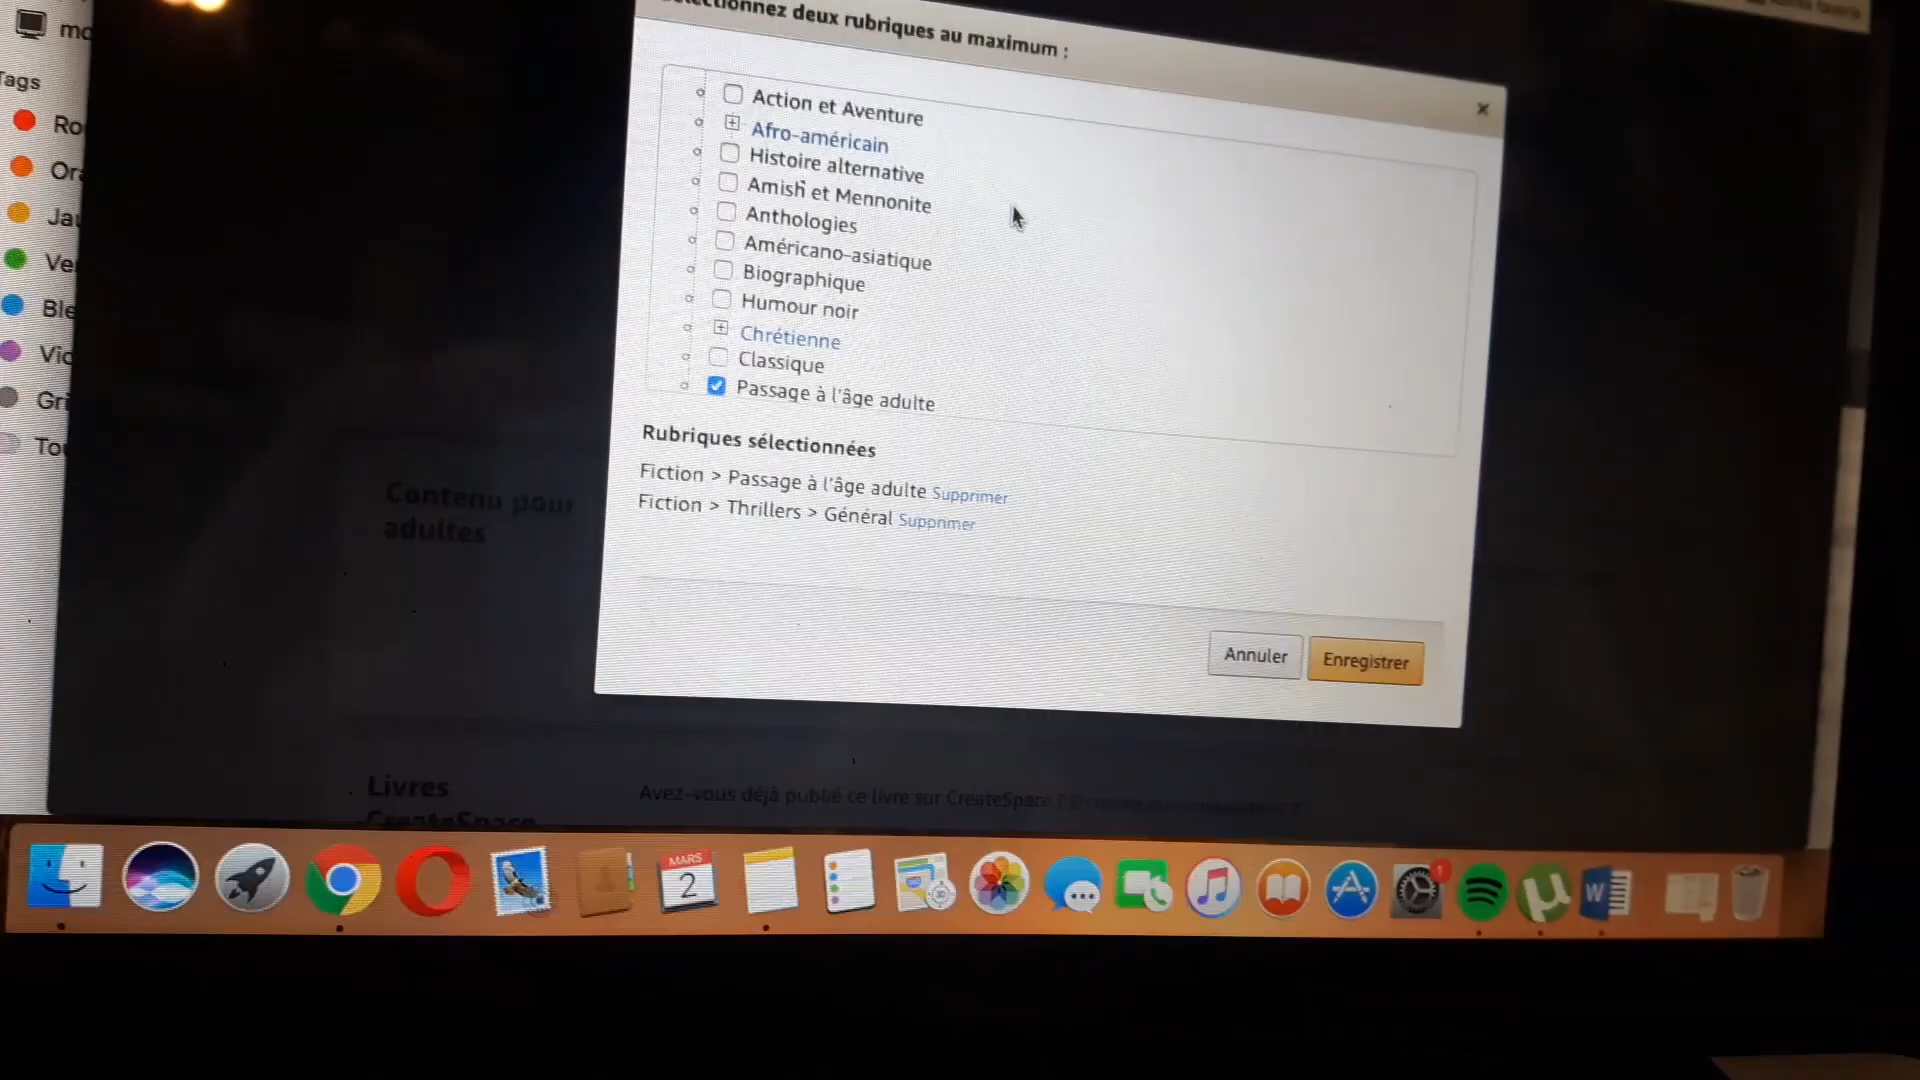 deux rubriques au maximum :
Action et Aventure
Afro-américain
Histoire alternative
Amish et Mennonite
Anthologies
Américano-asiatique
Biographique
Humour noir
Chrétienne
Classique
Passage à l'âge adulte
Rubriques sélectionnées
Fiction > Passage à l'âge adulte Supprimer
Fiction > Thrillers > Général Supprimer
Annuler
Enregistrer
Tags
Contenu pour
adultes
Livres
CreateSpace
Avez-vous déjà publié ce livre sur CreateSpace ?
MARS
2
1
W